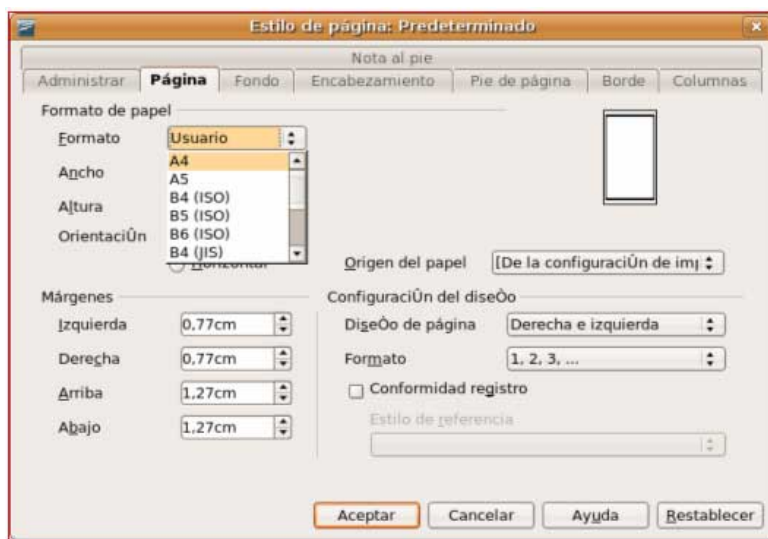 Estilo de página: Predeterminado
Nota al pie
Administrar Página Fondo Encabezamiento Pie de página Borde Columnas
Formato de papel
Formato Usuario
A4
Ancho
A5
B4 (ISO)
Altura
B5 (ISO)
B6 (ISO)
OrientaciÛn
B4 (JIS)
Horizontal Origen del papel [De la configuraciÛn de imp
Márgenes ConfiguraciÛn del diseÒo
Izquierda 0,77cm DiseÒo de página Derecha e izquierda
Derecha 0,77cm Formato 1, 2, 3, ...
Arriba 1,27cm Conformidad registro
Estilo de referencia
Abajo 1,27cm
Aceptar Cancelar Ayuda Restablecer